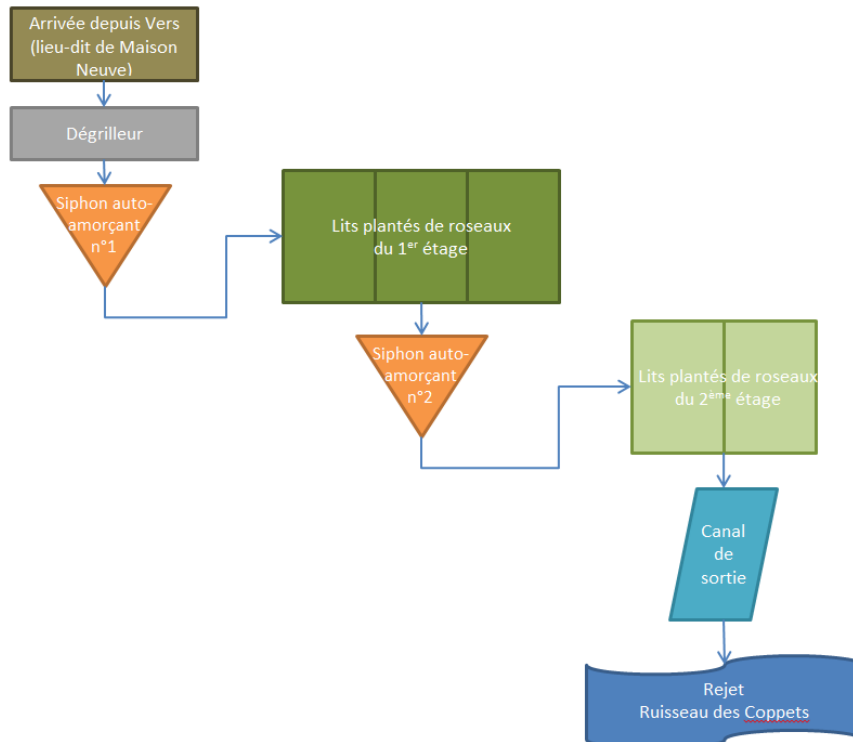 Arrivée depuis Vers
(lieu-dit de Maison
Neuve)
Dégrilleur
Siphon auto-
amorçant
n°1
Lits plantés de roseaux
du 1er étage
Siphon auto-
amorçant
n°2
Lits plantés de roseaux
du 2ème étage
Canal
de
sortie
Rejet
Ruisseau des Coppets